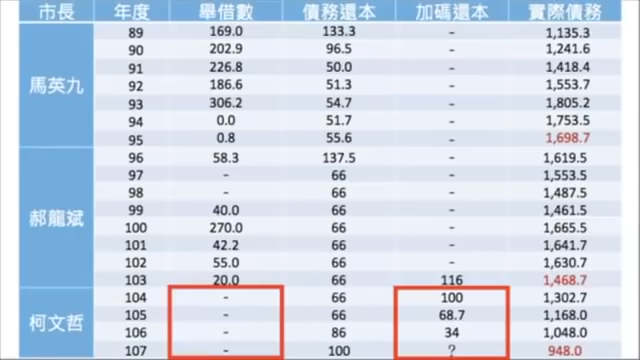 市長 年度 舉借數 債務還本 加碼還本 實際債務
馬英九 89 169.0 133.3 - 1,135.3
90 202.9 96.5 - 1,241.6
91 226.8 50.0 - 1,418.4
92 186.6 51.3 - 1,553.7
93 306.2 54.7 - 1,805.2
94 0.0 51.7 - 1,753.5
95 0.8 55.6 - 1,698.7
郝龍斌 96 58.3 137.5 - 1,619.5
97 - 66 - 1,553.5
98 - 66 - 1,487.5
99 40.0 66 - 1,461.5
100 270.0 66 - 1,665.5
101 42.2 66 - 1,641.7
102 55.0 66 - 1,630.7
103 20.0 66 116 1,468.7
柯文哲 104 - 66 100 1,302.7
105 - 66 68.7 1,168.0
106 - 86 34 1,048.0
107 - 100 ? 948.0